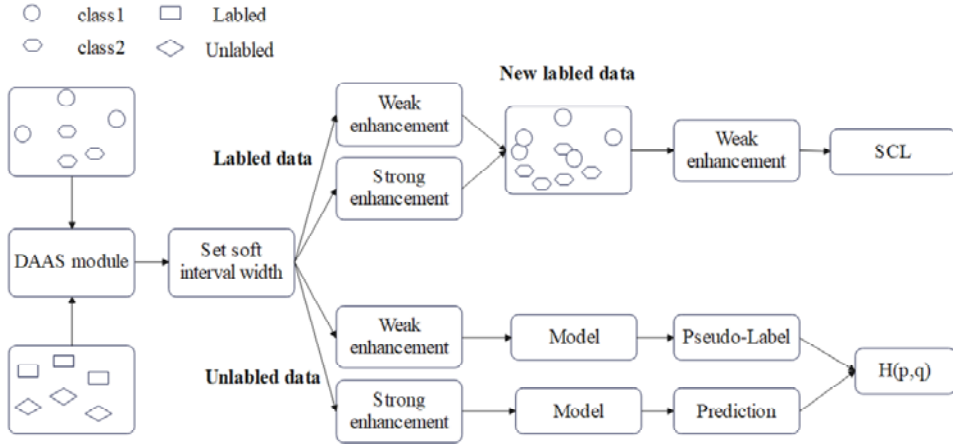 class1 Labled
class2 Unlabled
New labled data
Weak
enhancement
Labled data
Strong
enhancement
Weak
enhancement
SCL
DAAS module
Set soft
interval width
Weak
enhancement
Model
Pseudo-Label
Unlabled data
Strong
enhancement
Model
Prediction
H(p,q)